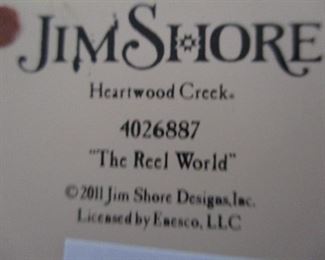 JIM SHORE
Heartwood Creek®
4026887
"The Reel World"
© 2011 Jim Shore Designs, Inc.
Licensed by Enesco, LLC